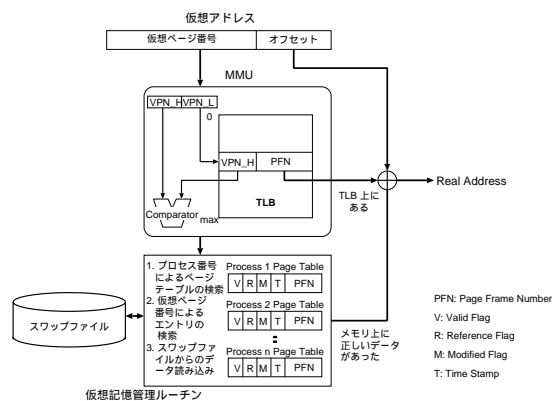 仮想アドレス
仮想ページ番号 オフセット
MMU
VPN_H VPN_L
0
VPN_H PFN
TLB
Comparator
max
TLB 上に
ある
Real Address
1. プロセス番号
によるページ
テーブルの検索
2. 仮想ページ
番号による
エントリの
検索
3. スワップファ
イルからのデ
ータ読み込み
Process 1 Page Table
V R M T PFN
Process 2 Page Table
V R M T PFN
:
Process n Page Table
V R M T PFN
スワップファイル
メモリ上に
正しいデータ
があった
仮想記憶管理ルーチン
PFN: Page Frame Number
V: Valid Flag
R: Reference Flag
M: Modified Flag
T: Time Stamp